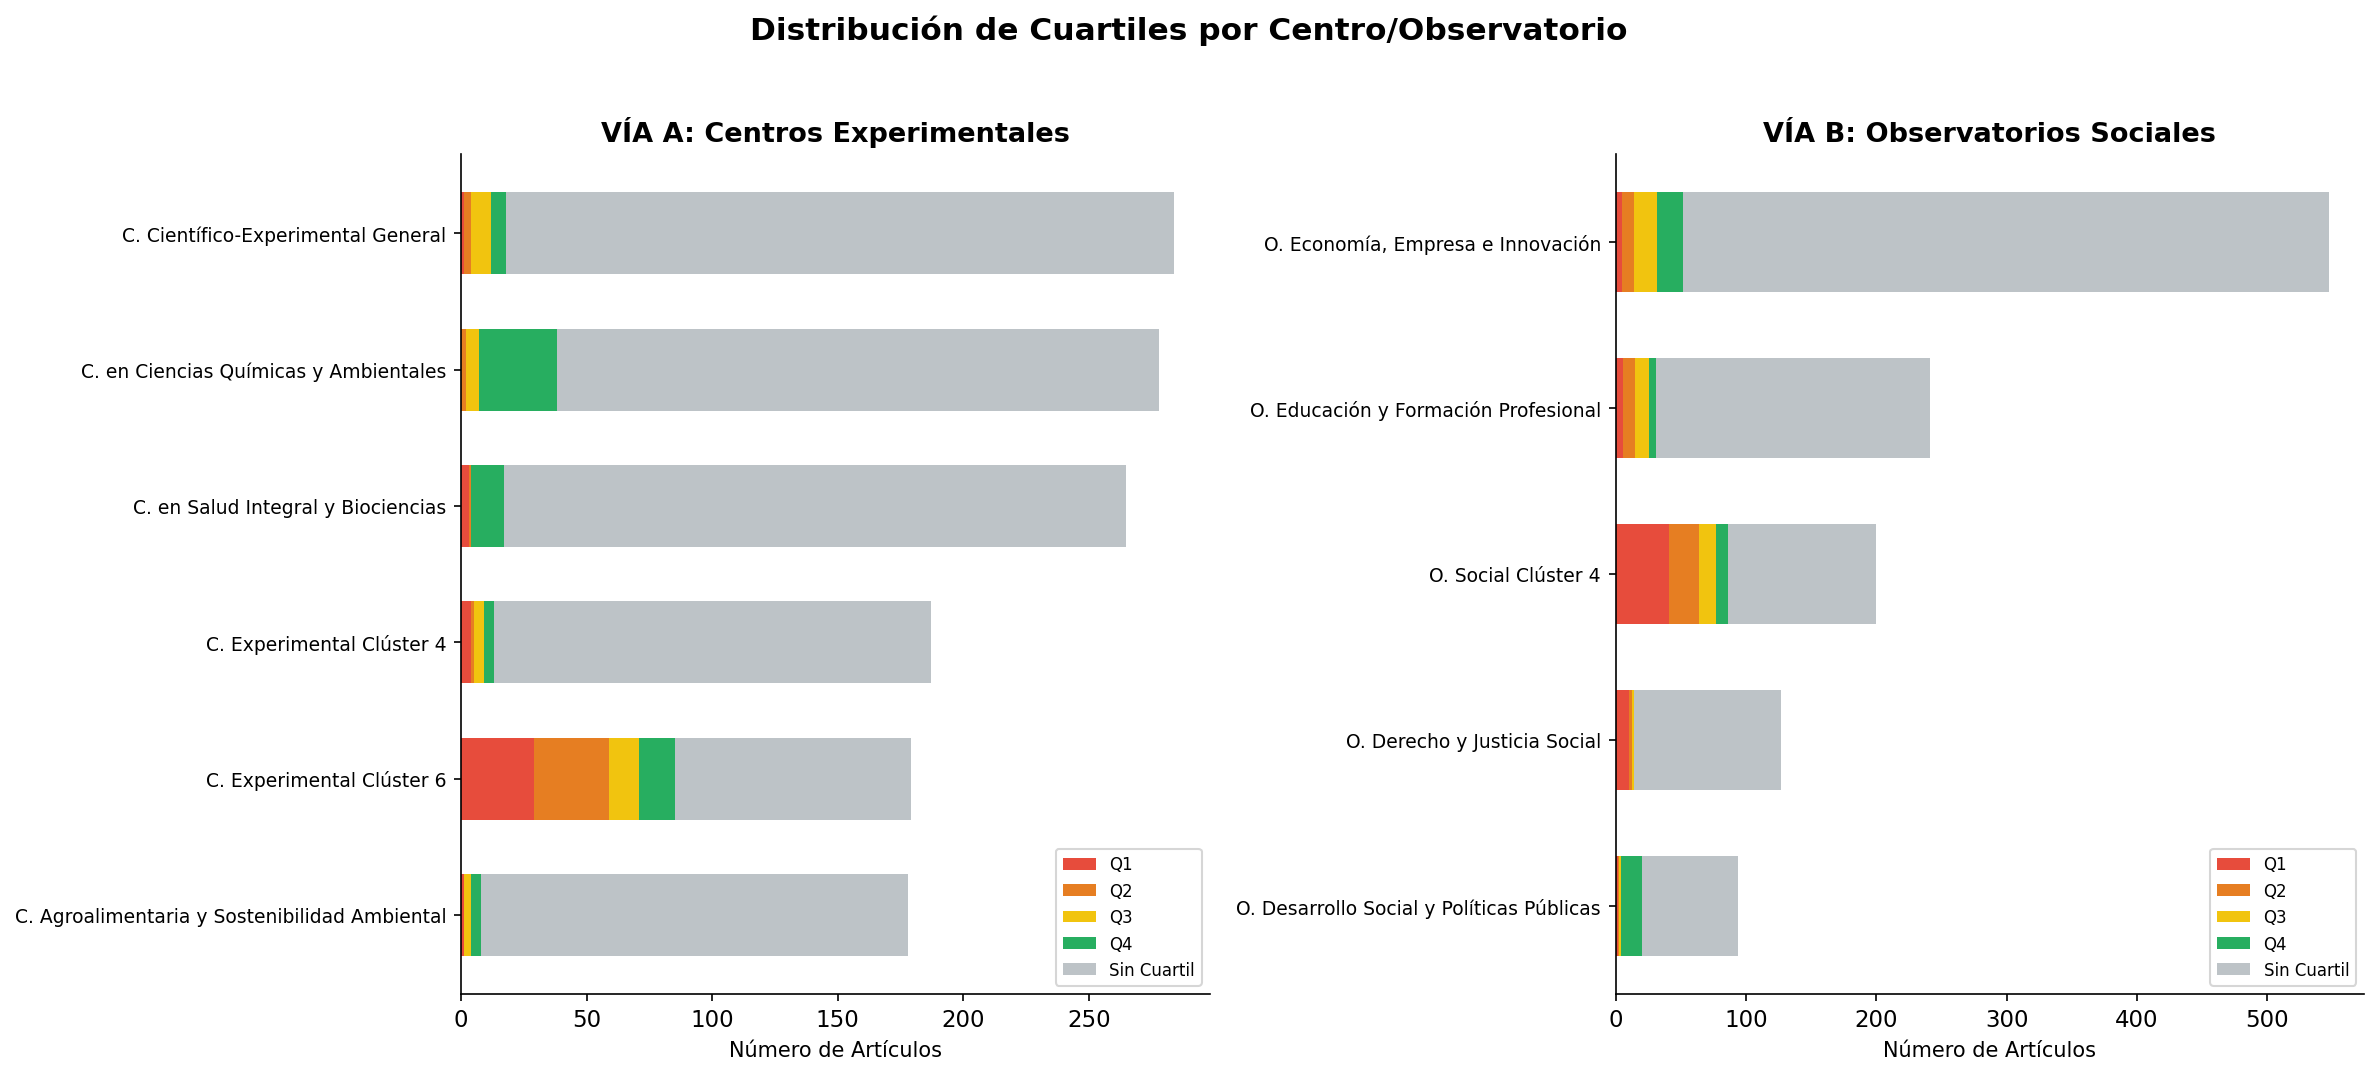 Distribución de Cuartiles por Centro/Observatorio
VÍA A: Centros Experimentales
C. Científico-Experimental General
C. en Ciencias Químicas y Ambientales
C. en Salud Integral y Biociencias
C. Experimental Clúster 4
C. Experimental Clúster 6
C. Agroalimentaria y Sostenibilidad Ambiental
Q1
Q2
Q3
Q4
Sin Cuartil
0 50 100 150 200 250
Número de Artículos
VÍA B: Observatorios Sociales
O. Economía, Empresa e Innovación
O. Educación y Formación Profesional
O. Social Clúster 4
O. Derecho y Justicia Social
O. Desarrollo Social y Políticas Públicas
Q1
Q2
Q3
Q4
Sin Cuartil
0 100 200 300 400 500
Número de Artículos